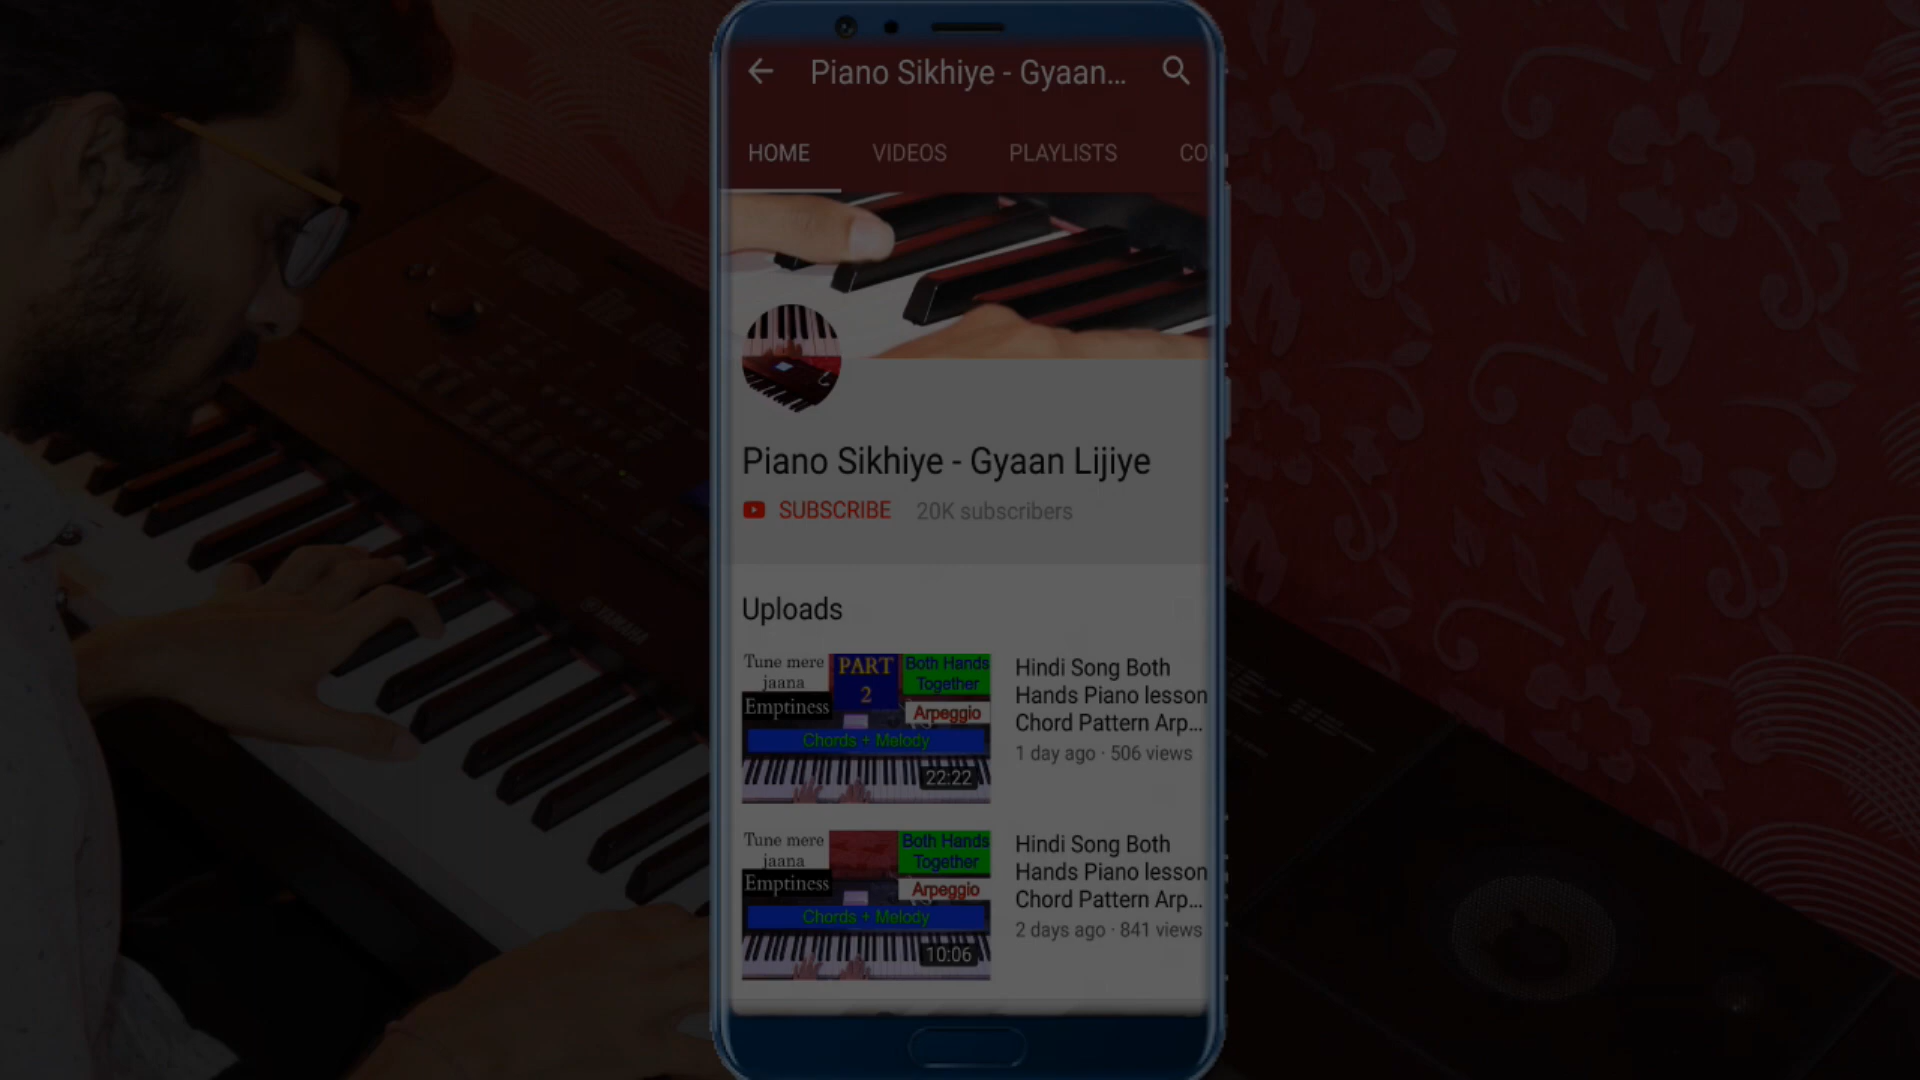 Piano Sikhiye - Gyaan...
HOME VIDEOS PLAYLISTS CO
Piano Sikhiye - Gyaan Lijiye
SUBSCRIBE 20K subscribers
Uploads
Tune mere
jaana
Emptiness
PART
2
Both Hands
Together
Arpeggio
Chords + Melody
22:22
Hindi Song Both
Hands Piano lesson
Chord Pattern Arp...
1 day ago · 506 views
Tune mere
jaana
Emptiness
Both Hands
Together
Arpeggio
Chords + Melody
10:06
Hindi Song Both
Hands Piano lesson
Chord Pattern Arp...
2 days ago · 841 views
YAMAHA